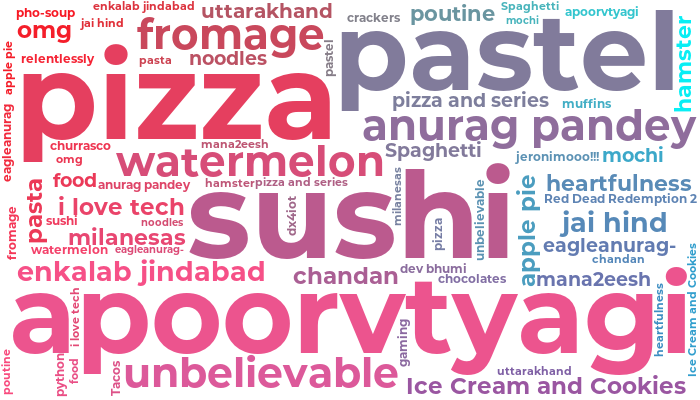 pho-soup
enkalab jindabad
uttarakhand
crackers
poutine
Spaghetti
mochi
apoorvtyagi
omg
jai hind
fromage
pastel
hamster
apple pie
relentlessly
pasta
noodles
pastel
pizza
pizza and series
muffins
eagleanurag
anurag pandey
churrasco
omg
mana2eesh
watermelon
Spaghetti
jeronimooo!!!
mochi
food
anurag pandey
hamster
pizza and series
milanesas
unbelievable
apple pie
heartfulness
Red Dead Redemption 2
pasta
i love tech
sushi
dx4iot
jai hind
fromage
sushi
noodles
milanesas
pizza
eagleanurag-
watermelon
eagleanurag-
chandan
enkalab jindabad
chandan
dev bhumi
chocolates
mana2eesh
Ice Cream and Cookies
i love tech
apoorvtyagi
heartfulness
gaming
poutine
python
food
Tacos
unbelievable
uttarakhand
Ice Cream and Cookies